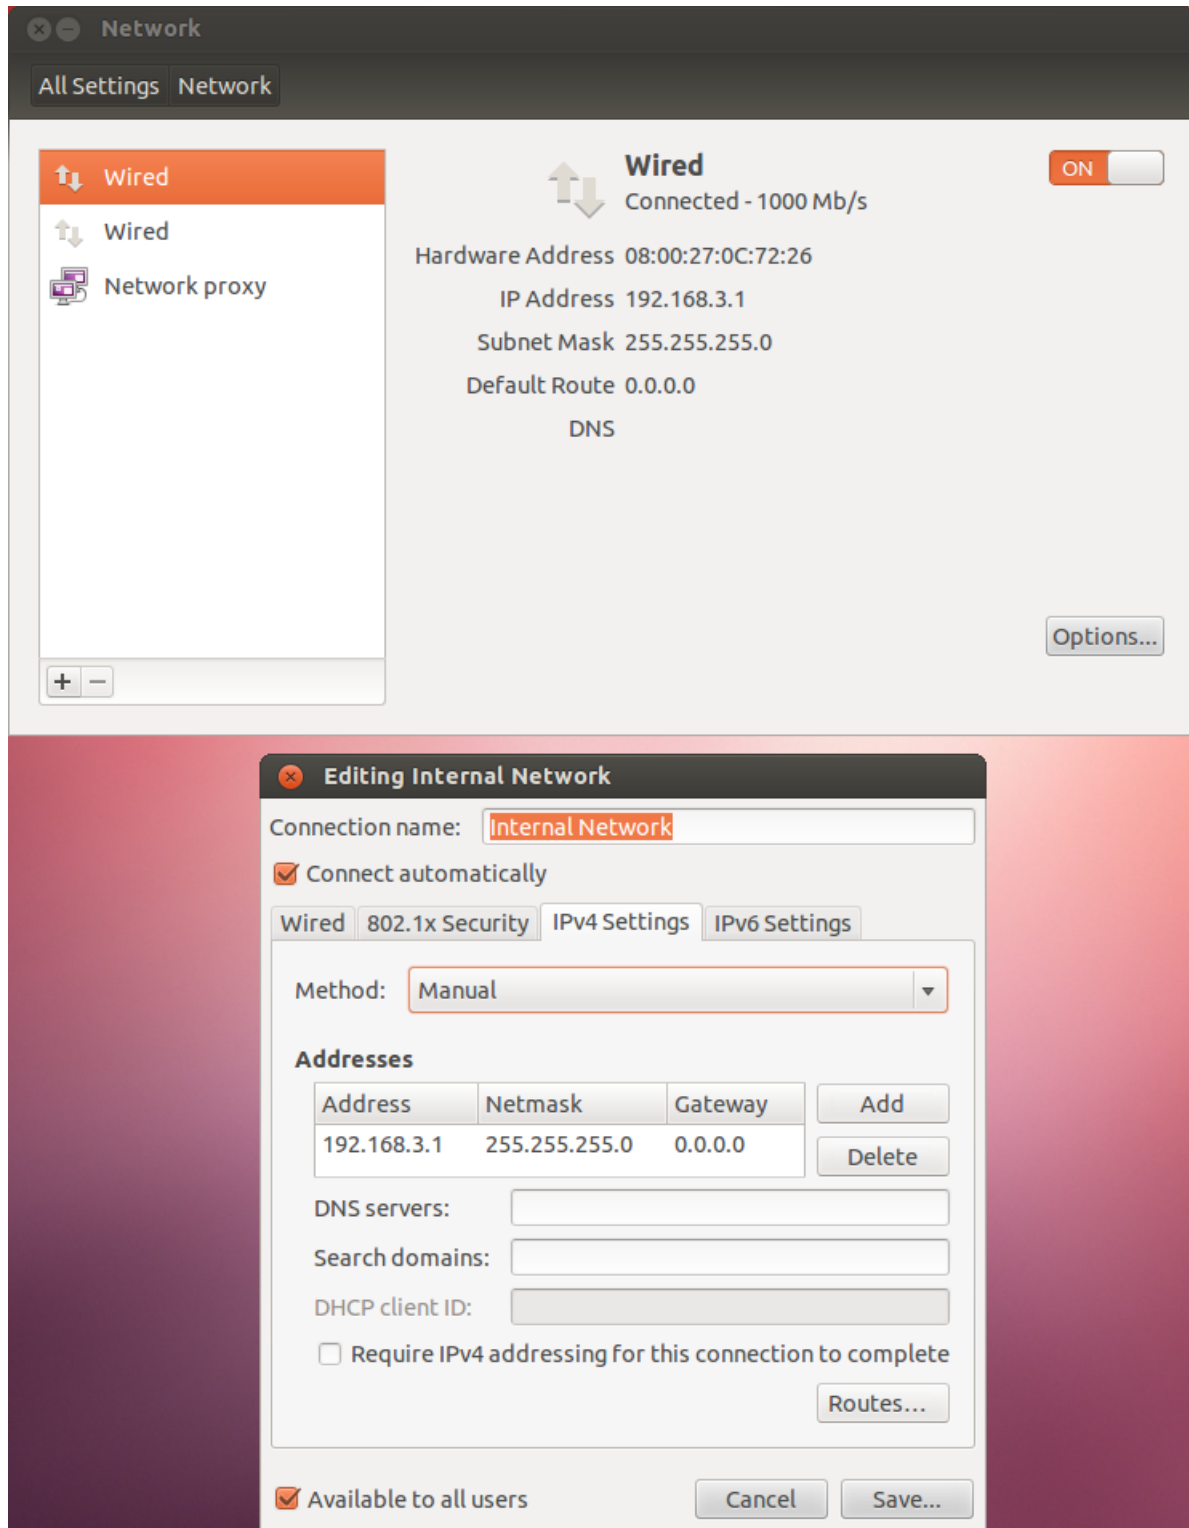 Network
All Settings Network
Wired
Wired
Network proxy
Wired
Connected - 1000 Mb/s
ON
Hardware Address 08:00:27:0C:72:26
IP Address 192.168.3.1
Subnet Mask 255.255.255.0
Default Route 0.0.0.0
DNS
Options...
Editing Internal Network
Connection name: Internal Network
Connect automatically
Wired 802.1x Security IPv4 Settings IPv6 Settings
Method: Manual
Addresses
Address Netmask Gateway Add
192.168.3.1 255.255.255.0 0.0.0.0
Delete
DNS servers:
Search domains:
DHCP client ID:
Require IPv4 addressing for this connection to complete
Routes...
Available to all users Cancel Save...